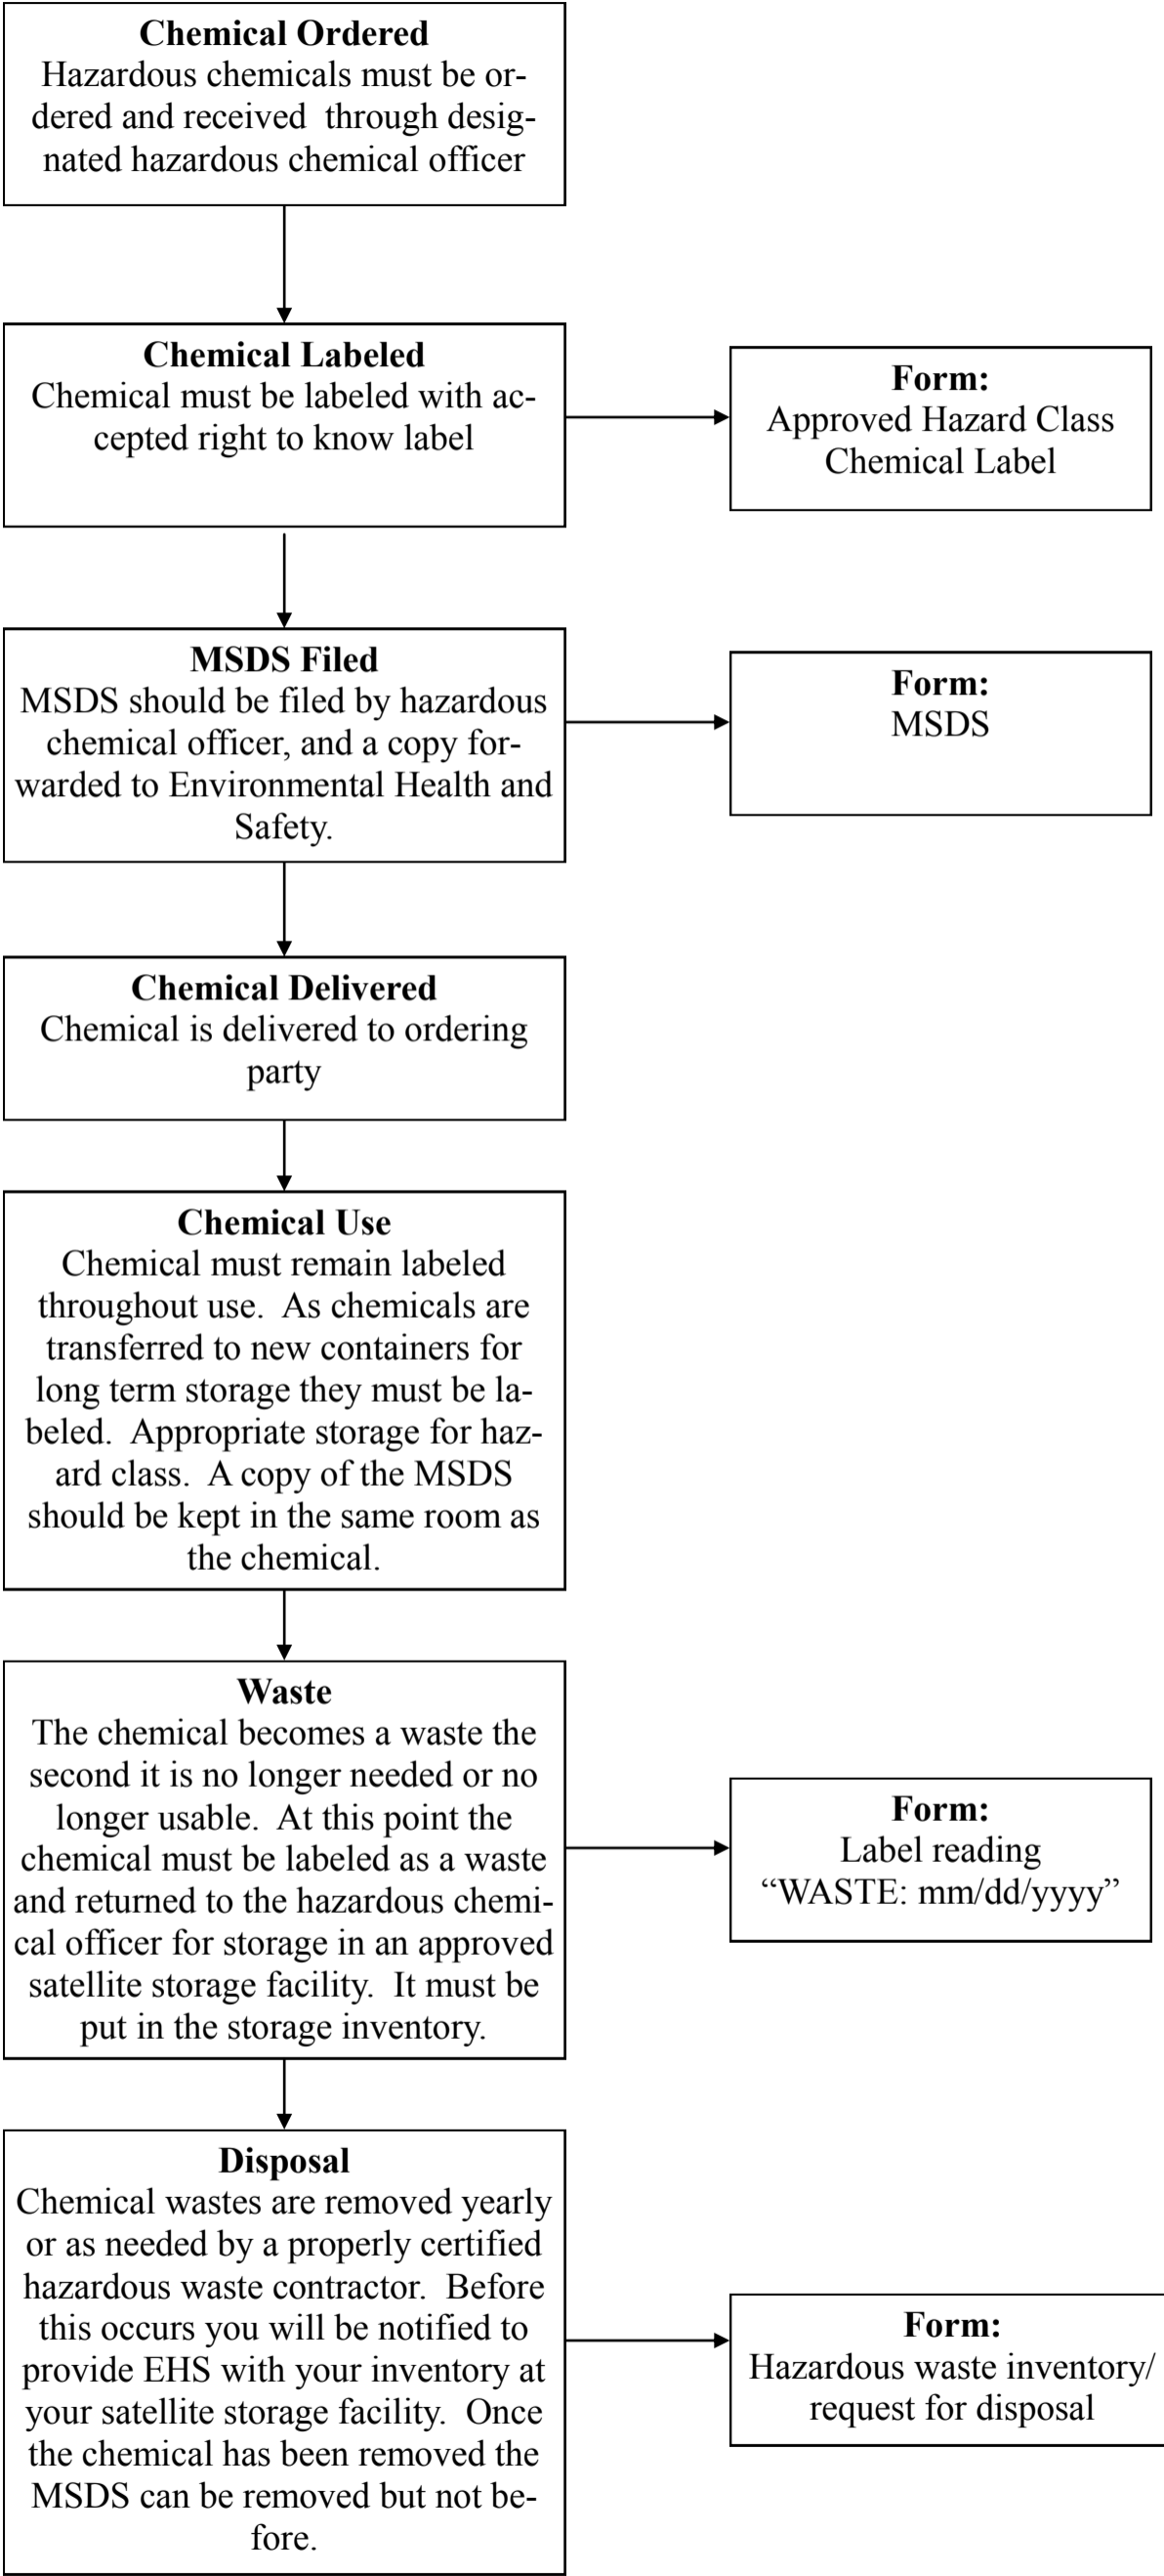 Chemical Ordered
Hazardous chemicals must be or-
dered and received  through desig-
nated hazardous chemical officer
Chemical Labeled
Chemical must be labeled with ac-
cepted right to know label
Form:
Approved Hazard Class
Chemical Label
MSDS Filed
MSDS should be filed by hazardous
chemical officer, and a copy for-
warded to Environmental Health and
Safety.
Form:
MSDS
Chemical Delivered
Chemical is delivered to ordering
party
Chemical Use
Chemical must remain labeled
throughout use.  As chemicals are
transferred to new containers for
long term storage they must be la-
beled.  Appropriate storage for haz-
ard class.  A copy of the MSDS
should be kept in the same room as
the chemical.
Waste
The chemical becomes a waste the
second it is no longer needed or no
longer usable.  At this point the
chemical must be labeled as a waste
and returned to the hazardous chemi-
cal officer for storage in an approved
satellite storage facility.  It must be
put in the storage inventory.
Form:
Label reading
“WASTE: mm/dd/yyyy”
Disposal
Chemical wastes are removed yearly
or as needed by a properly certified
hazardous waste contractor.  Before
this occurs you will be notified to
provide EHS with your inventory at
your satellite storage facility.  Once
the chemical has been removed the
MSDS can be removed but not be-
fore.
Form:
Hazardous waste inventory/
request for disposal